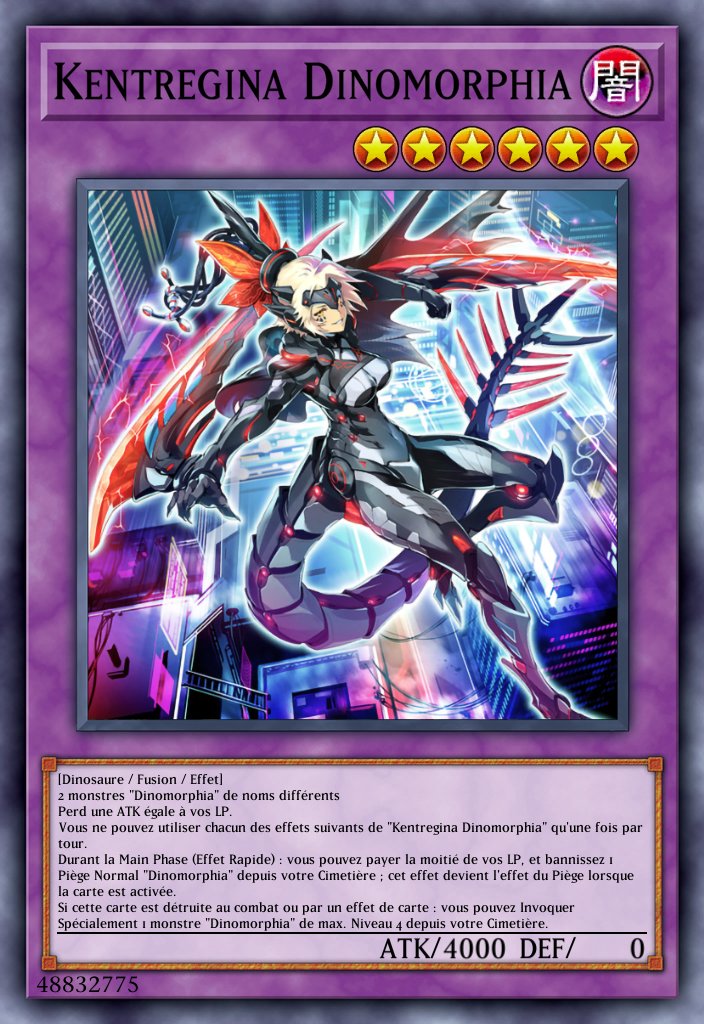 Kentregina Dinomorphia
闇
[Dinosaure / Fusion / Effet]
2 monstres "Dinomorphia" de noms différents
Perd une ATK égale à vos LP.
Vous ne pouvez utiliser chacun des effets suivants de "Kentregina Dinomorphia" qu'une fois par
tour.
Durant la Main Phase (Effet Rapide) : vous pouvez payer la moitié de vos LP, et bannissez 1
Piège Normal "Dinomorphia" depuis votre Cimetière ; cet effet devient l'effet du Piège lorsque
la carte est activée.
Si cette carte est détruite au combat ou par un effet de carte : vous pouvez Invoquer
Spécialement 1 monstre "Dinomorphia" de max. Niveau 4 depuis votre Cimetière.
ATK/4000 DEF/ 0
48832775